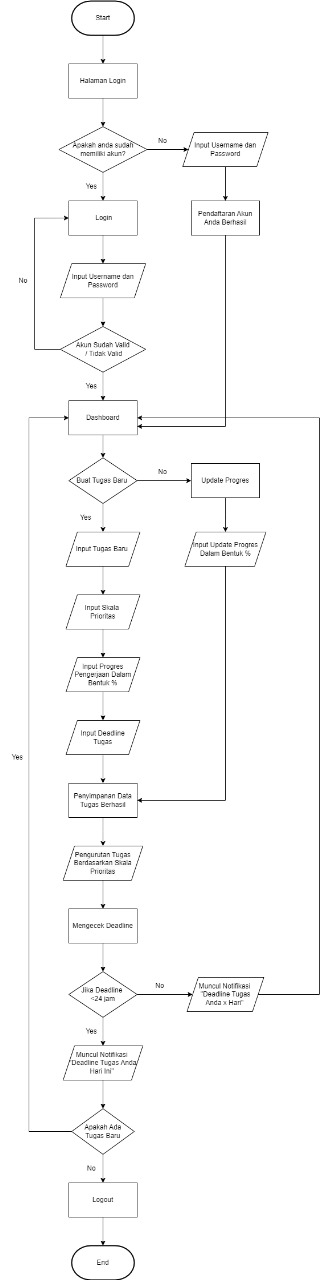 Start
Halaman Login
Apakah anda sudah
memiliki akun?
No
Input Username dan
Password
Yes
Login
Pendaftaran Akun
Anda Berhasil
No
Input Username dan
Password
Akun Sudah Valid
/ Tidak Valid
Yes
Dashboard
Buat Tugas Baru
No
Update Progres
Yes
Input Tugas Baru
Input Update Progres
Dalam Bentuk %
Input Skala
Prioritas
Input Progres
Pengerjaan Dalam
Bentuk %
Input Deadline
Tugas
Yes
Penyimpanan Data
Tugas Berhasil
Pengurutan Tugas
Berdasarkan Skala
Prioritas
Mengecek Deadline
Jika Deadline
<24 jam
No
Muncul Notifikasi
"Deadline Tugas
Anda x Hari"
Yes
Muncul Notifikasi
"Deadline Tugas Anda
Hari Ini"
Apakah Ada
Tugas Baru
No
Logout
End